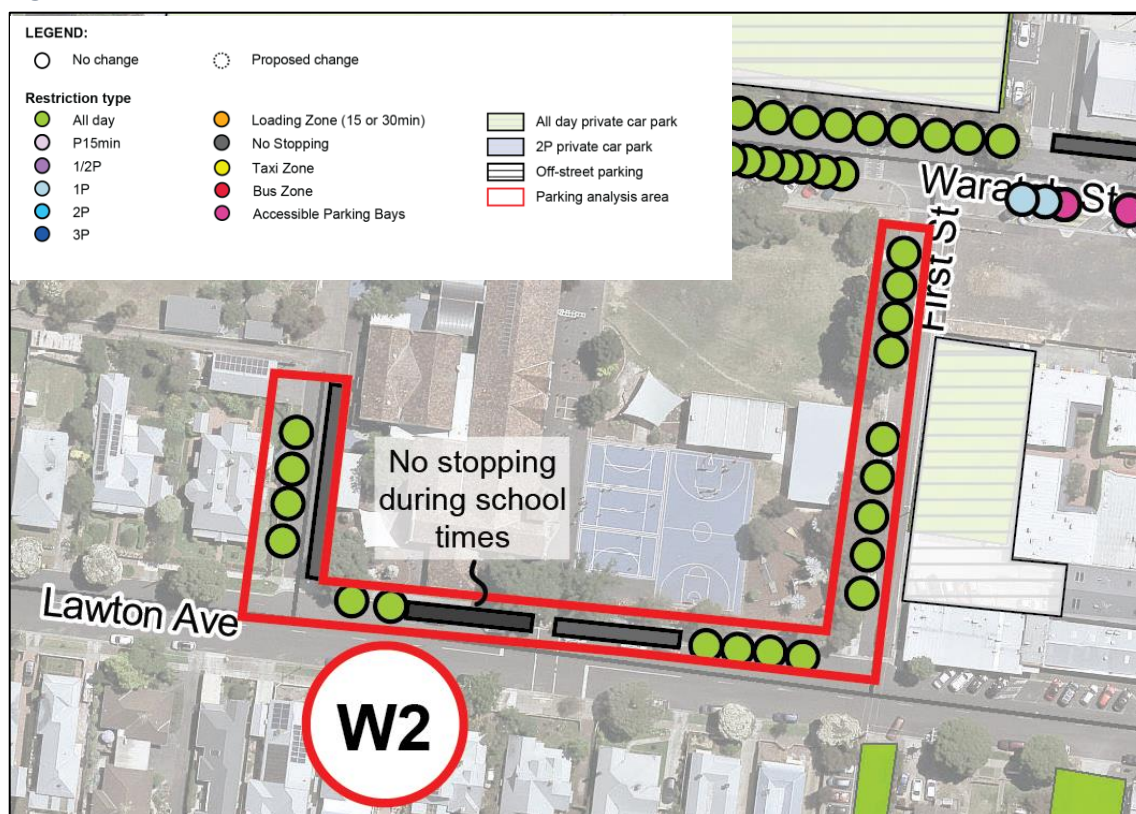 LEGEND:
No change
Proposed change
Restriction type
All day
P15min
1/2P
1P
2P
3P
Loading Zone (15 or 30min)
No Stopping
Taxi Zone
Bus Zone
Accessible Parking Bays
All day private car park
2P private car park
Off-street parking
Parking analysis area
First St
No stopping
during school
times
Lawton Ave
W2